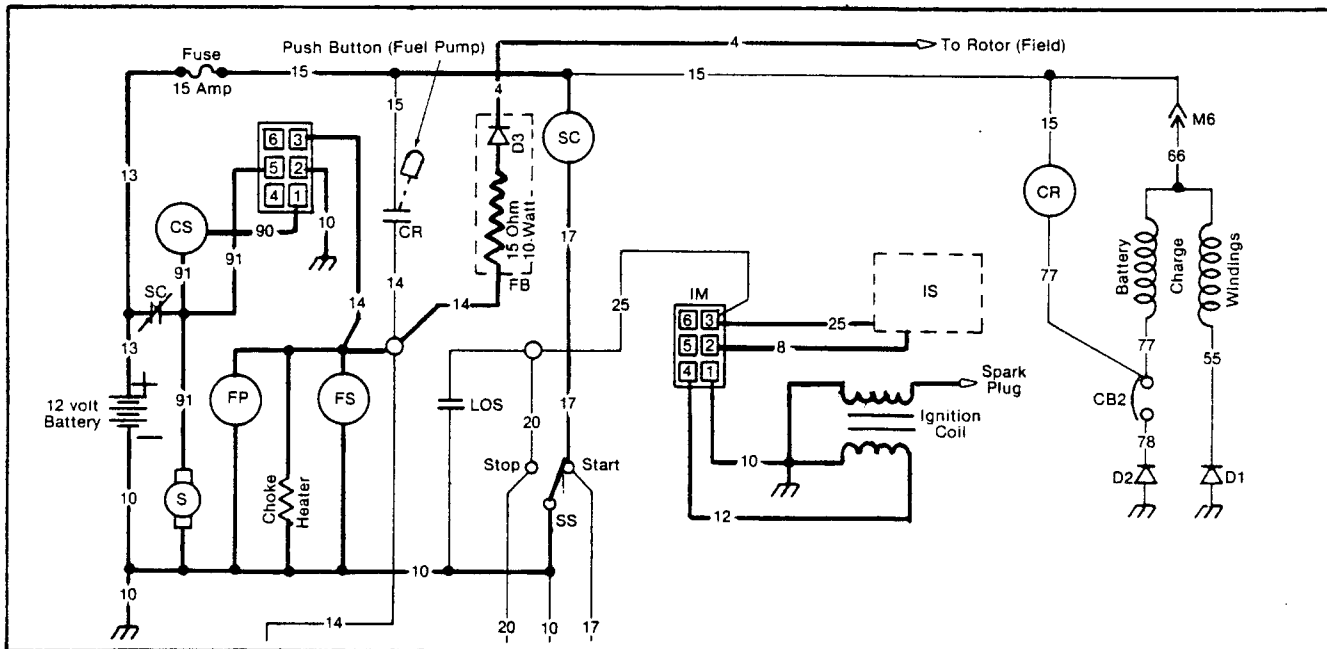 4
To Rotor (Field)
Push Button (Fuel Pump)
Fuse
15 Amp
15
15
4
15
15
M6
66
6 3
5 2
4 1
D3
SC
13
CS
90
10
91
91
SC
14
CR
14
15 Ohm
10 Watt
FB
14
17
CR
Battery
Charge
Windings
77
25
IM
6 3
5 2
4 1
25
8
IS
13
+
12 volt
Battery
—
91
FP
FS
LOS
20
17
Spark
Plug
Ignition
Coil
77
55
CB2
78
D2
D1
10
S
Choke
Heater
Stop
Start
SS
10
12
10
10
14
20
10
17